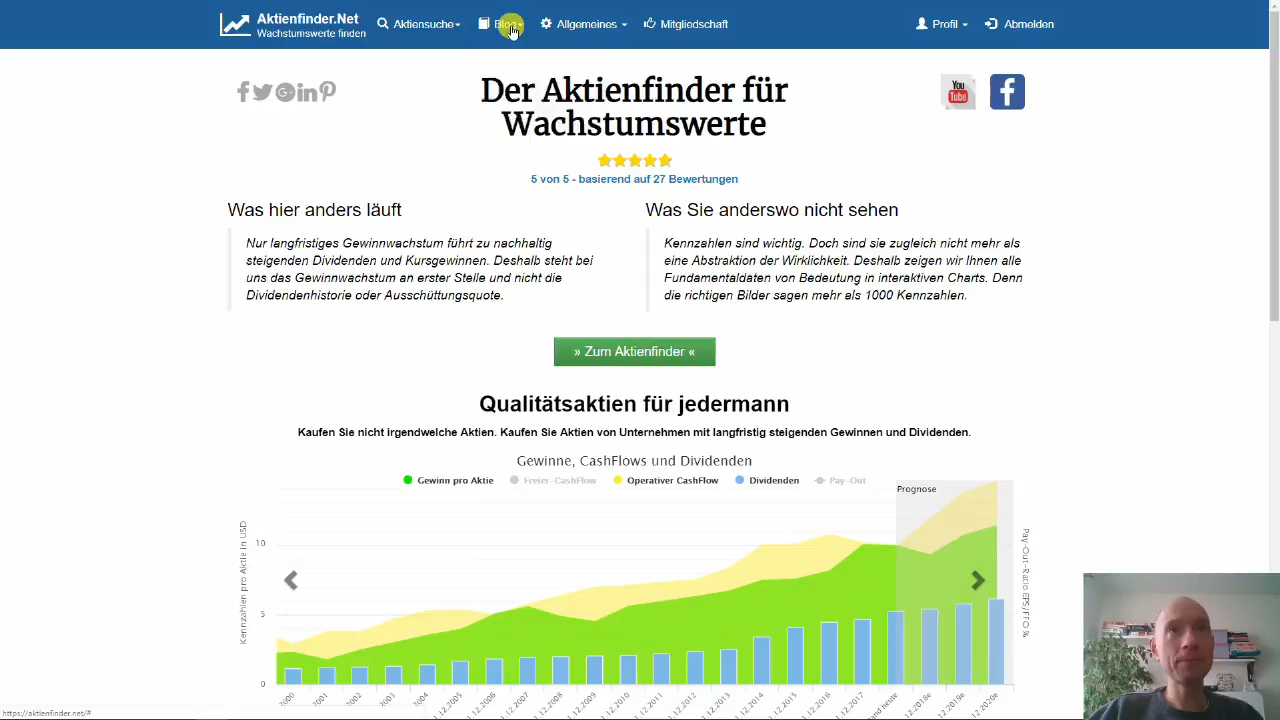 Aktienfinder.Net
Wachstumswerte finden
Aktiensuche
Blog
Allgemeines
Mitgliedschaft
Profil
Abmelden
Der Aktienfinder für
Wachstumswerte
You
Tube
5 von 5 - basierend auf 27 Bewertungen
Was hier anders läuft
Nur langfristiges Gewinnwachstum führt zu nachhaltig
steigenden Dividenden und Kursgewinnen. Deshalb steht bei
uns das Gewinnwachstum an erster Stelle und nicht die
Dividendenhistorie oder Ausschüttungsquote.
Was Sie anderswo nicht sehen
Kennzahlen sind wichtig. Doch sind sie zugleich nicht mehr als
eine Abstraktion der Wirklichkeit. Deshalb zeigen wir Ihnen alle
Fundamentaldaten von Bedeutung in interaktiven Charts. Denn
die richtigen Bilder sagen mehr als 1000 Kennzahlen.
» Zum Aktienfinder «
Qualitätsaktien für jedermann
Kaufen Sie nicht irgendwelche Aktien. Kaufen Sie Aktien von Unternehmen mit langfristig steigenden Gewinnen und Dividenden.
Gewinne, CashFlows und Dividenden
Gewinn pro Aktie
Freier-CashFlow
Operativer CashFlow
Dividenden
Pay-Out
Prognose
Kennzahlen pro Aktie in USD
10
5
0
Pay-Out-Ratio EPS/FFO %
https://aktienfinder.net/#